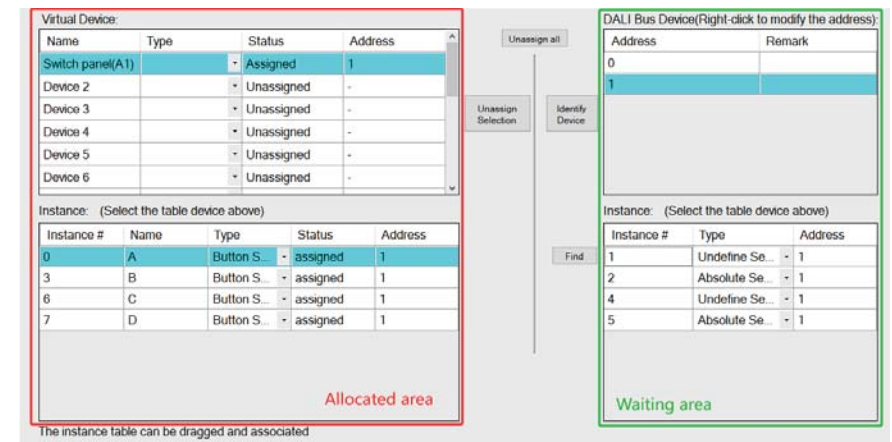 Virtual Device:
Name Type Status Address
Switch panel(A1) Assigned 1
Device 2 Unassigned -
Device 3 Unassigned -
Device 4 Unassigned -
Device 5 Unassigned -
Device 6 Unassigned -
Instance: (Select the table device above)
Instance # Name Type Status Address
0 A Button S... assigned 1
3 B Button S... assigned 1
6 C Button S... assigned 1
7 D Button S... assigned 1
Allocated area
The instance table can be dragged and associated
Unassign all
Unassign
Selection
Identify
Device
Find
DALI Bus Device(Right-click to modify the address):
Address Remark
0
1
Instance: (Select the table device above)
Instance # Type Address
1 Undefine Se... 1
2 Absolute Se... 1
4 Undefine Se... 1
5 Absolute Se... 1
Waiting area